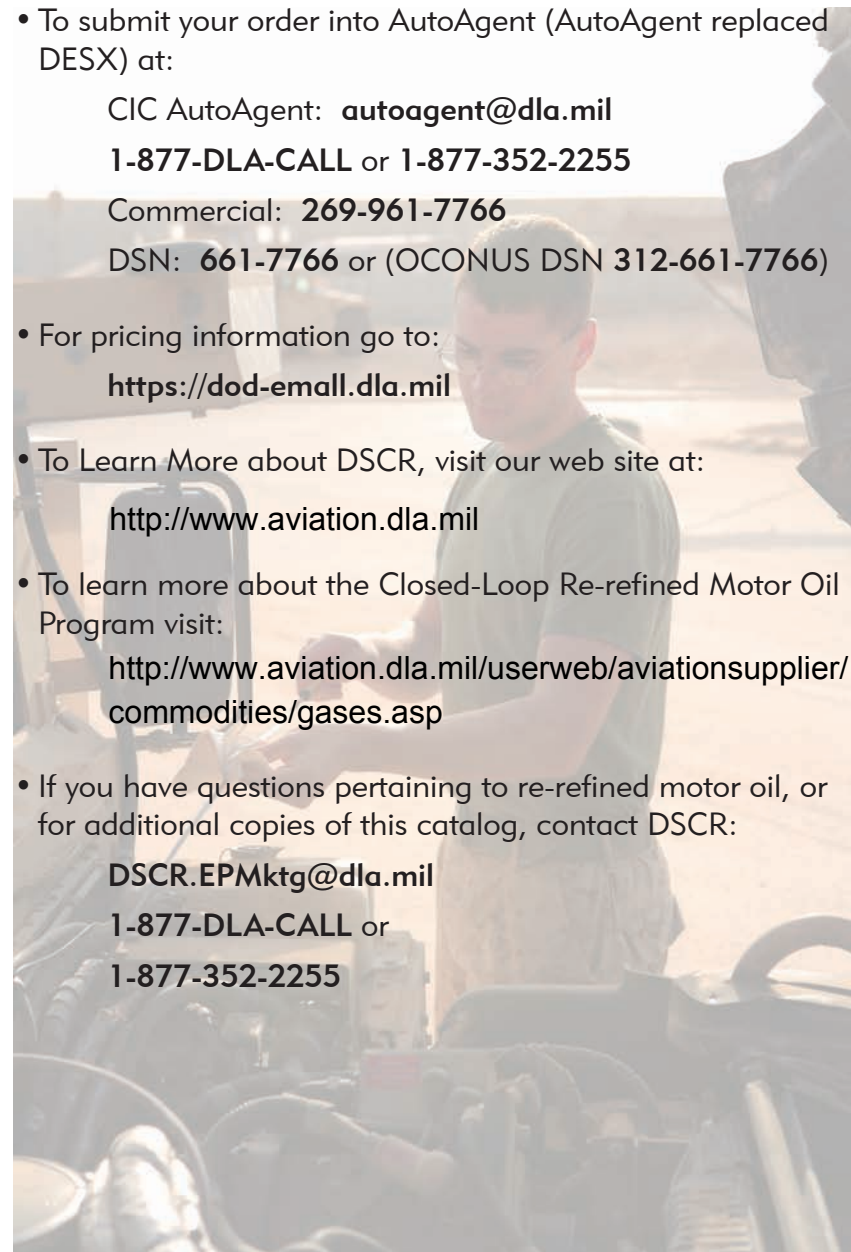 • To submit your order into AutoAgent (AutoAgent replaced
DESX) at:
CIC AutoAgent: autoagent@dla.mil
1-877-DLA-CALL or 1-877-352-2255
Commercial: 269-961-7766
DSN: 661-7766 or (OCONUS DSN 312-661-7766)
• For pricing information go to:
https://dod-emall.dla.mil
• To Learn More about DSCR, visit our web site at:
http://www.aviation.dla.mil
• To learn more about the Closed-Loop Re-refined Motor Oil
Program visit:
http://www.aviation.dla.mil/userweb/aviationsupplier/
commodities/gases.asp
• If you have questions pertaining to re-refined motor oil, or
for additional copies of this catalog, contact DSCR:
DSCR.EPMktg@dla.mil
1-877-DLA-CALL or
1-877-352-2255